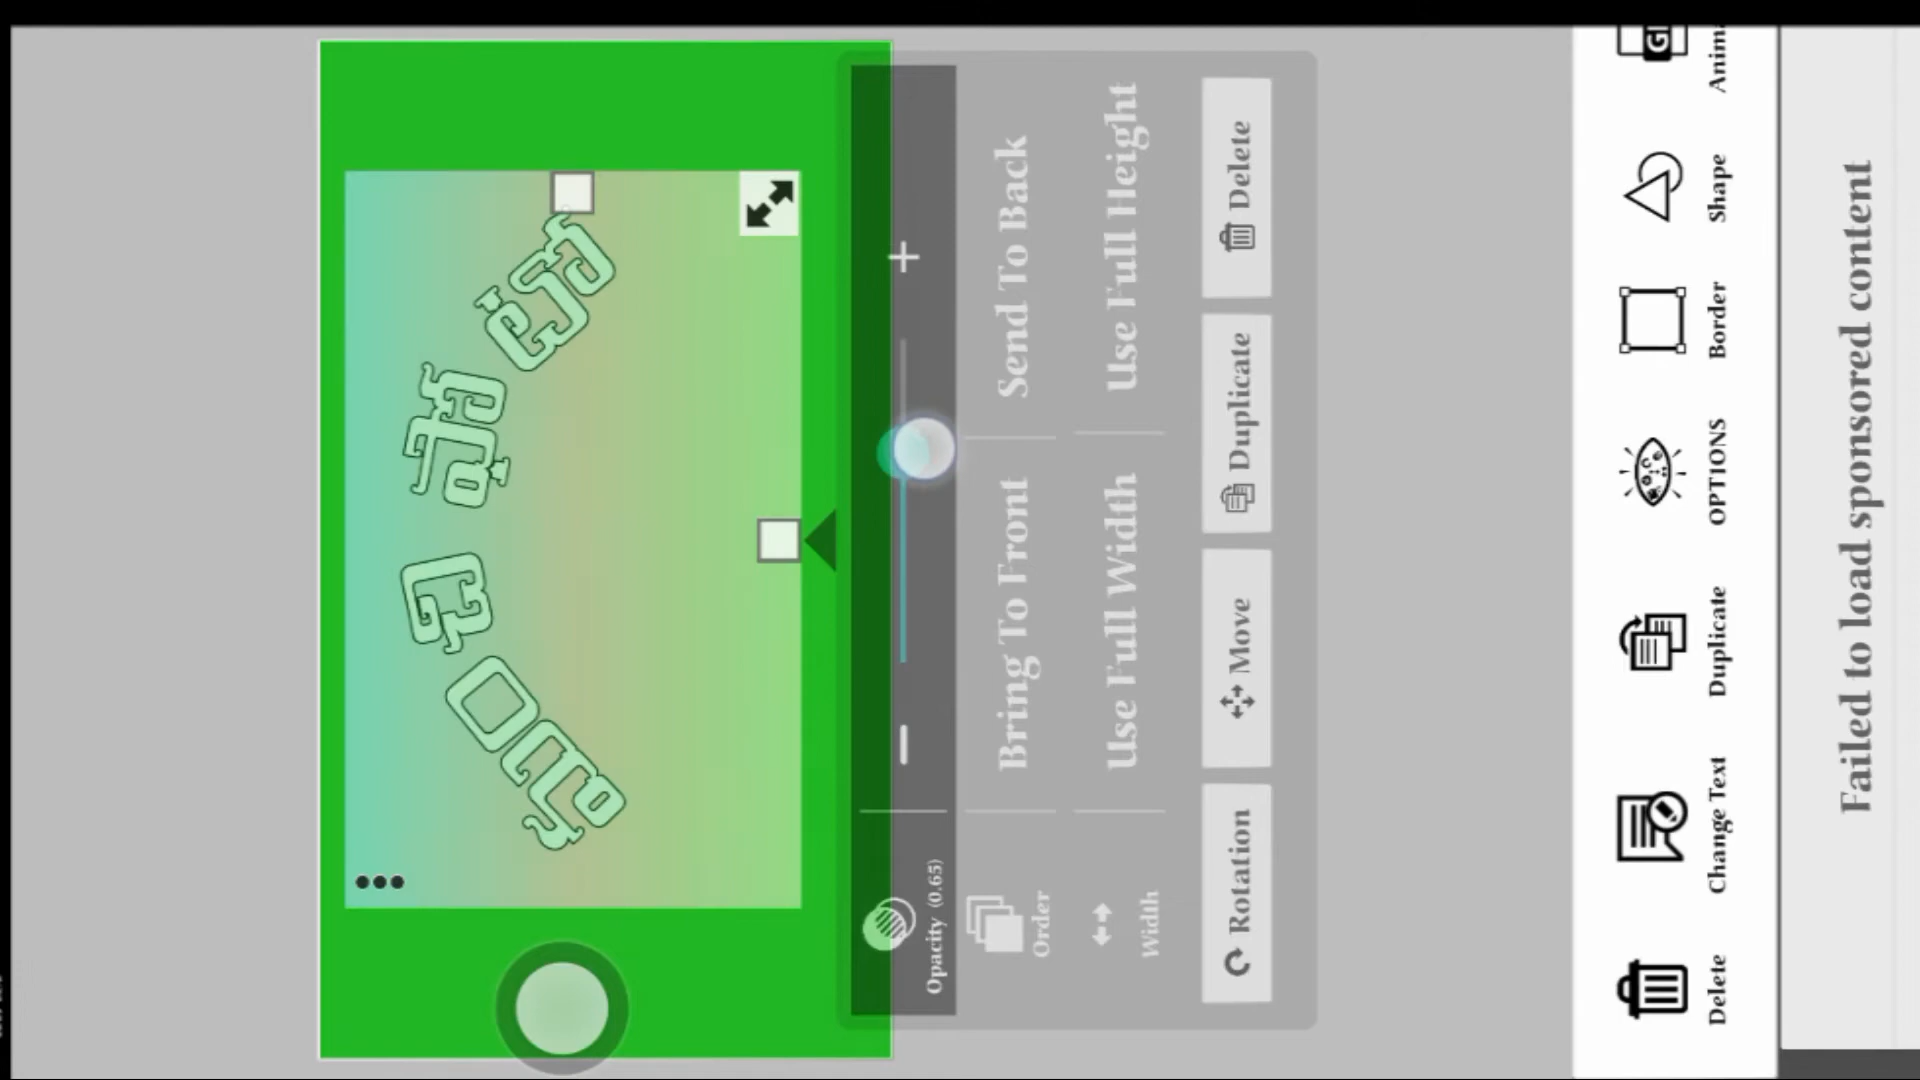 Opacity (0.65)
Order
Bring To Front
Send To Back
Width
Use Full Width
Use Full Height
Rotation
Move
Duplicate
Delete
Delete
Change Text
Duplicate
OPTIONS
Border
Shape
Failed to load sponsored content